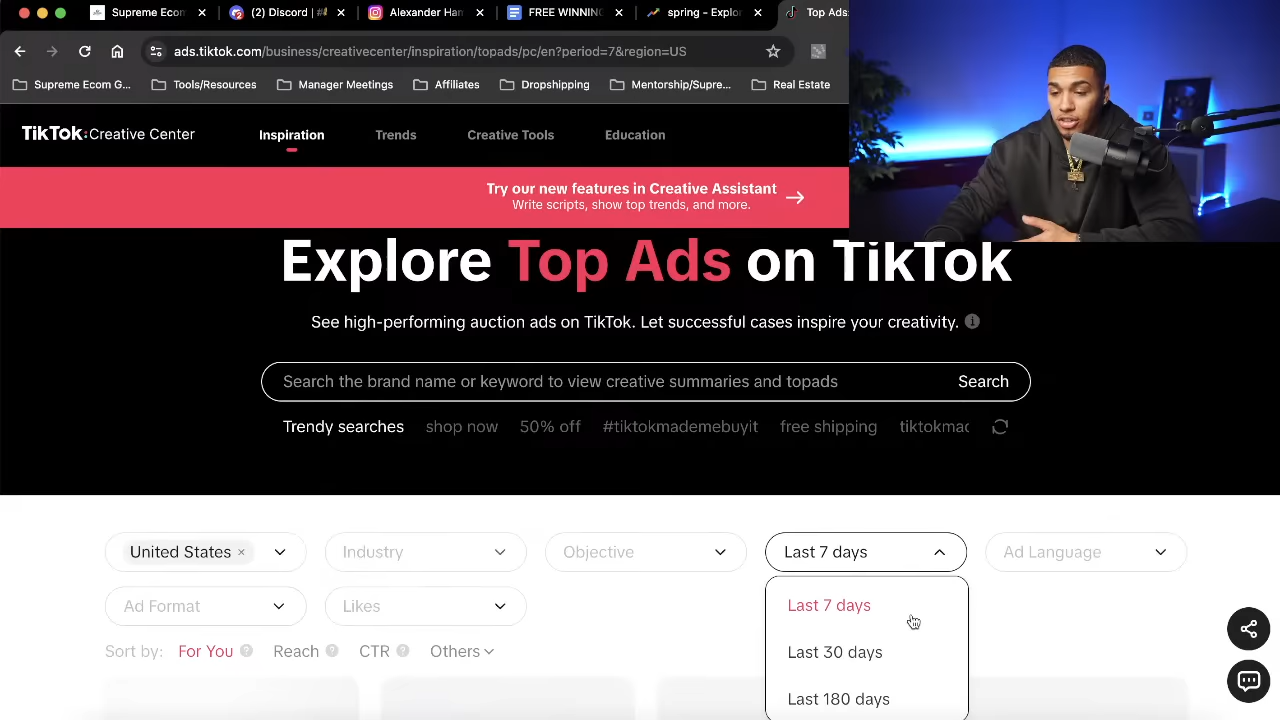 Supreme Ecom
(2) Discord | #
Alexander Har
FREE WINNIN
spring - Explo
Top Ads:
ads.tiktok.com/business/creativecenter/inspiration/topads/pc/en?period=7&region=US
Supreme Ecom G...
Tools/Resources
Manager Meetings
Affiliates
Dropshipping
Mentorship/Supre...
Real Estate
TikTok: Creative Center
Inspiration
Trends
Creative Tools
Education
Try our new features in Creative Assistant
Write scripts, show top trends, and more.
Explore Top Ads on TikTok
See high-performing auction ads on TikTok. Let successful cases inspire your creativity.
Search the brand name or keyword to view creative summaries and topads
Search
Trendy searches
shop now
50% off
#tiktokmademebuyit
free shipping
tiktokmac
United States ×
Industry
Objective
Last 7 days
Ad Language
Ad Format
Likes
Last 7 days
Last 30 days
Last 180 days
Sort by:
For You
Reach
CTR
Others